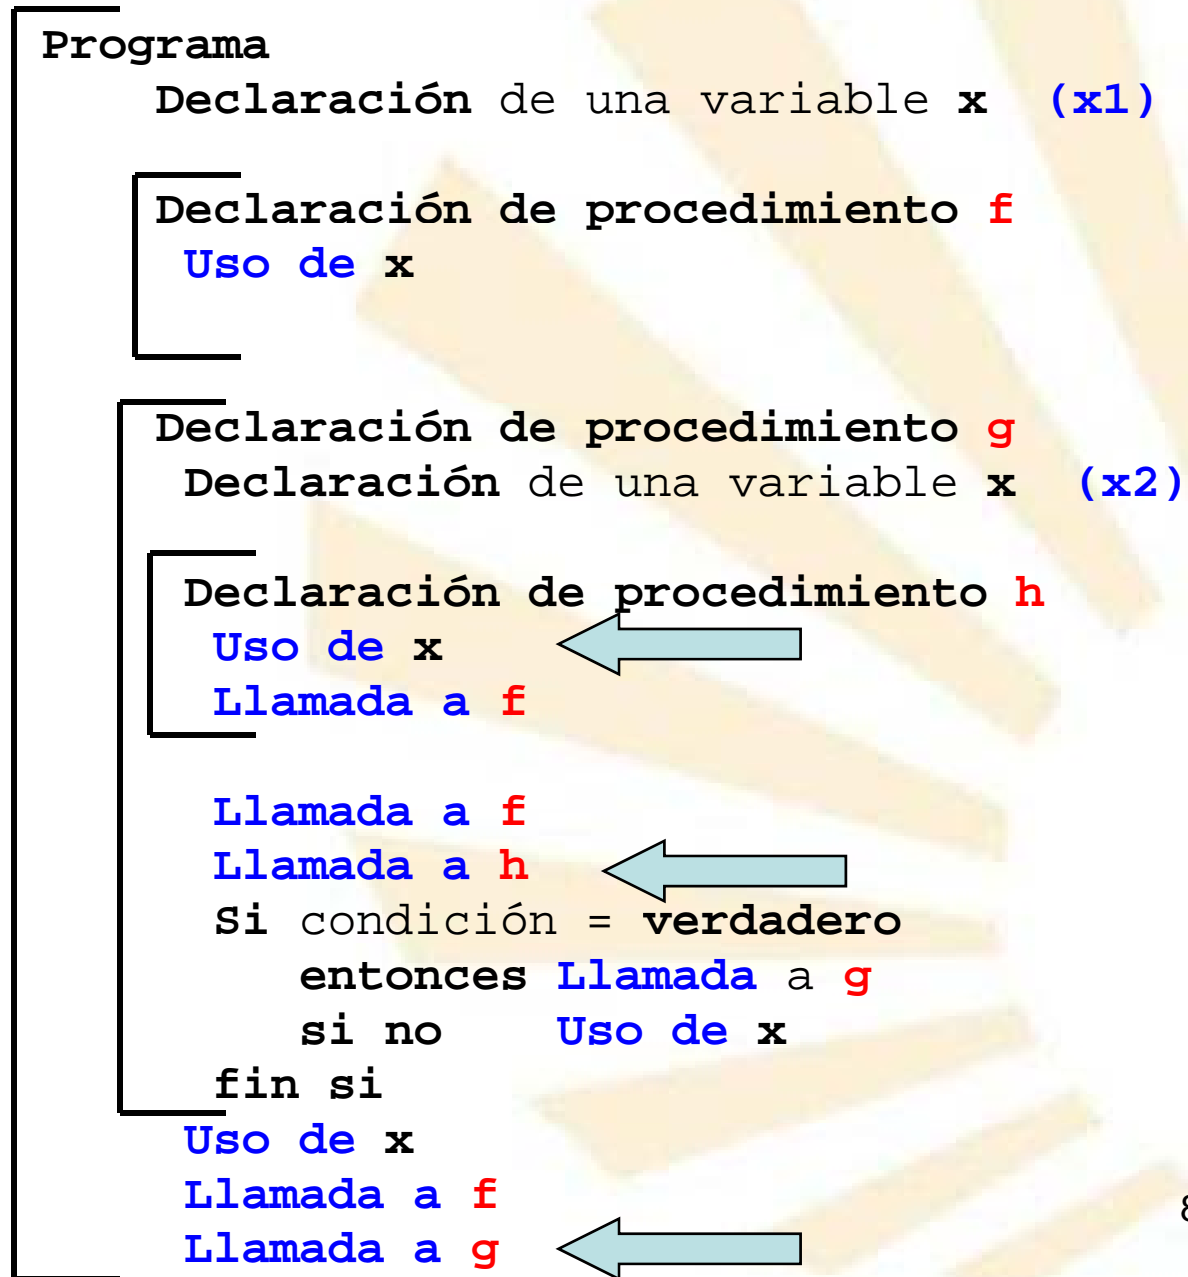 Programa
Declaración de una variable x (x1)
Declaración de procedimiento f
Uso de x
Declaración de procedimiento g
Declaración de una variable x (x2)
Declaración de procedimiento h
Uso de x
Llamada a f
Llamada a f
Llamada a h
Si condición = verdadero
entonces Llamada a g
si no Uso de x
fin si
Uso de x
Llamada a f
Llamada a g